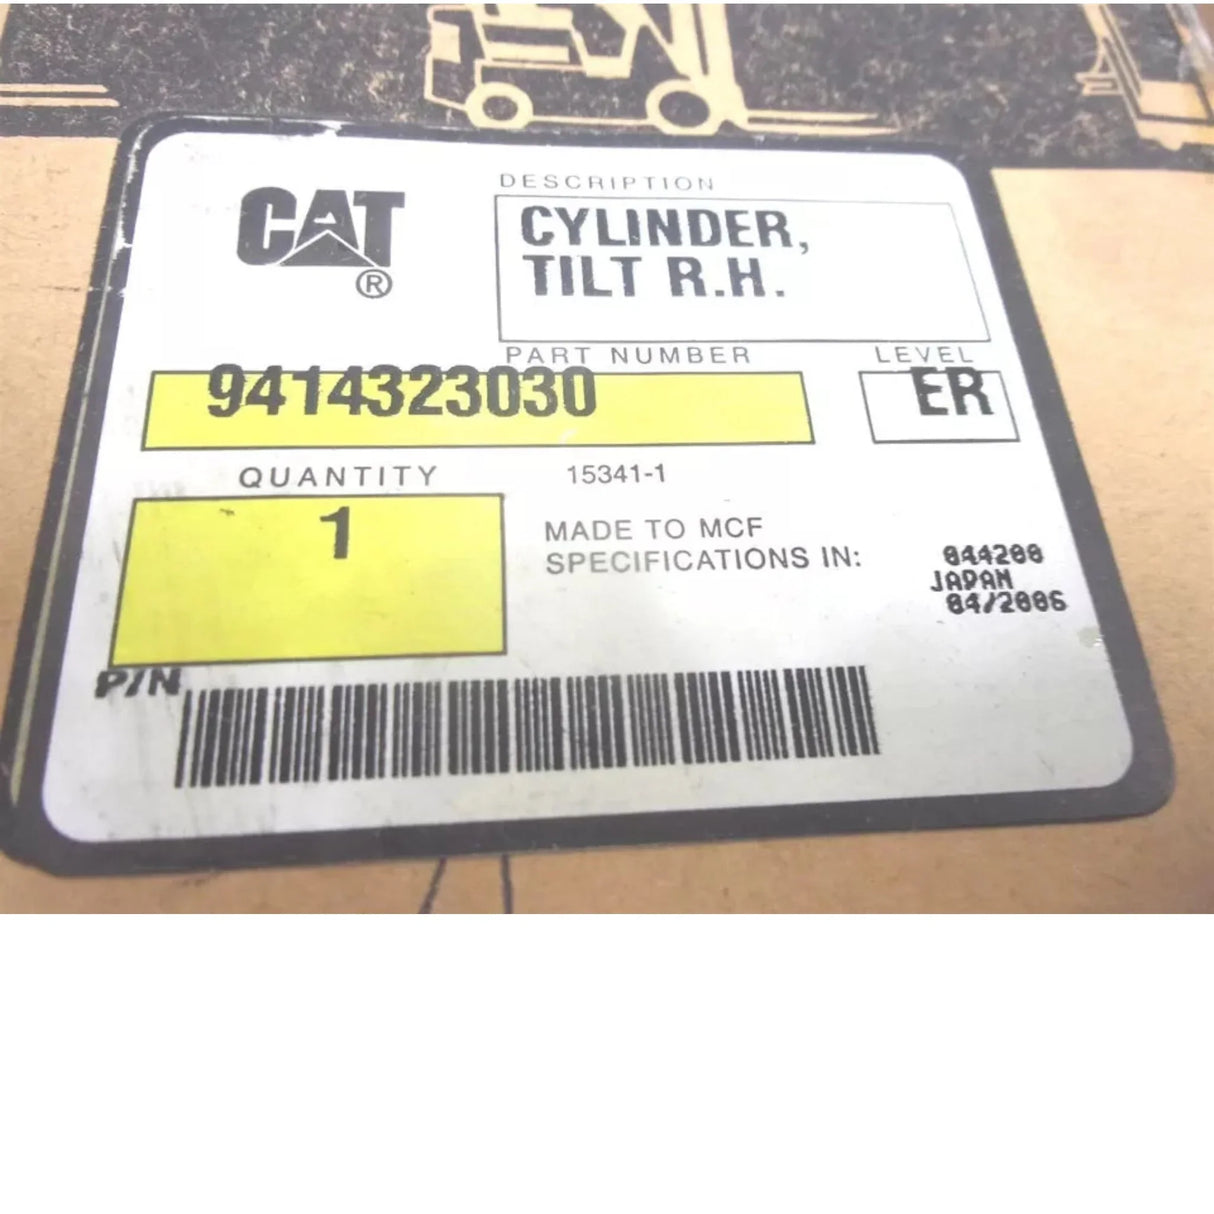 DESCRIPTION
CAT
®
CYLINDER,
TILT R.H.
PART NUMBER
LEVEL
9414323030
ER
QUANTITY
15341-1
1
MADE TO MCF
SPECIFICATIONS IN:
044200
JAPAN
04/2006
P/N